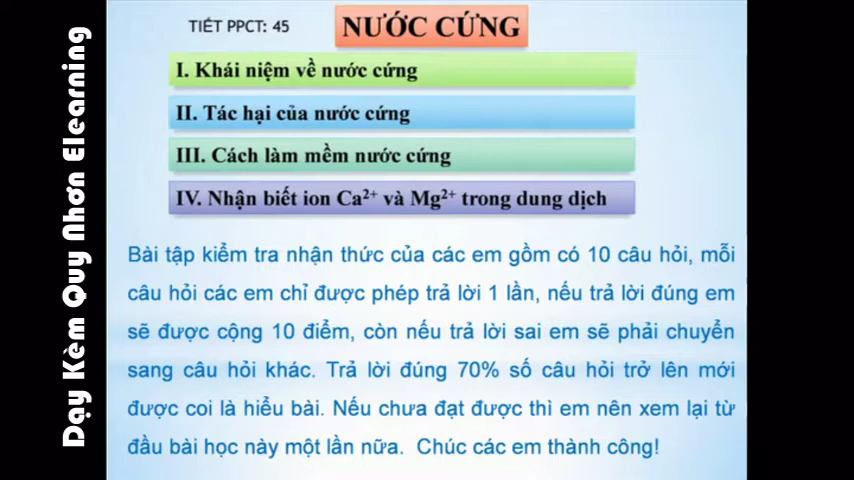 TIẾT PPCT: 45
NƯỚC CỨNG
I. Khái niệm về nước cứng
II. Tác hại của nước cứng
III. Cách làm mềm nước cứng
IV. Nhận biết ion Ca²⁺ và Mg²⁺ trong dung dịch
Bài tập kiểm tra nhận thức của các em gồm có 10 câu hỏi, mỗi
câu hỏi các em chỉ được phép trả lời 1 lần, nếu trả lời đúng em
sẽ được cộng 10 điểm, còn nếu trả lời sai em sẽ phải chuyển
sang câu hỏi khác. Trả lời đúng 70% số câu hỏi trở lên mới
được coi là hiểu bài. Nếu chưa đạt được thì em nên xem lại từ
đầu bài học này một lần nữa. Chúc các em thành công!
Dạy Kèm Quy Nhơn Elearning